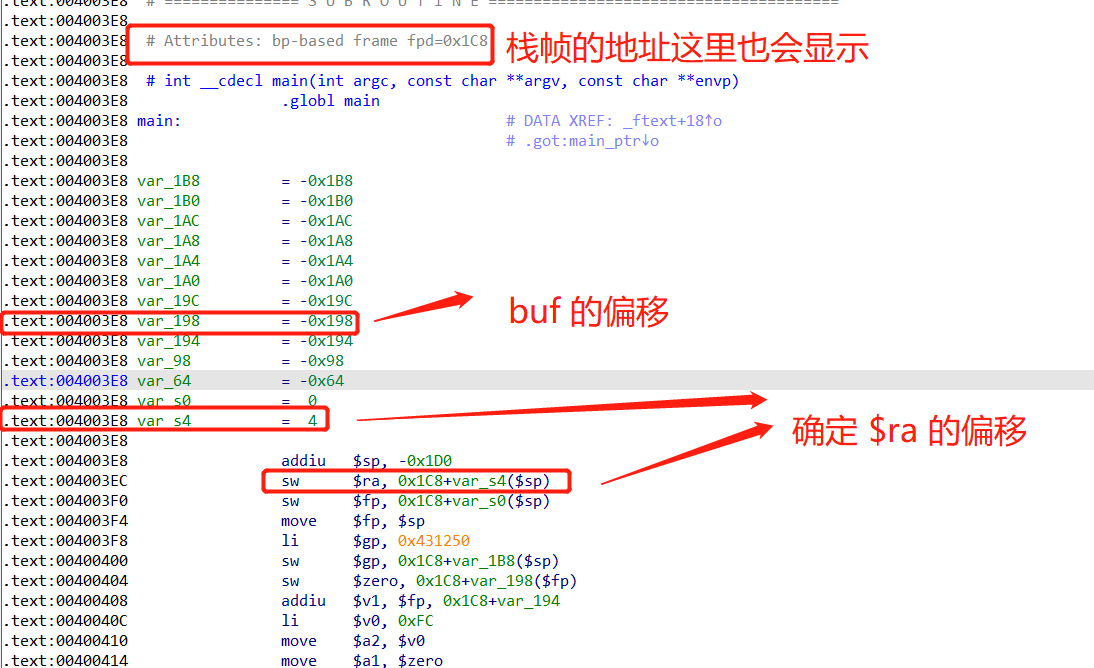 .text:004003E8 # =============== S U B R O U T I N E =======================================
.text:004003E8
.text:004003E8 # Attributes: bp-based frame fpd=0x1C8
栈帧的地址这里也会显示
.text:004003E8
.text:004003E8 # int __cdecl main(int argc, const char **argv, const char **envp)
.text:004003E8 .globl main
.text:004003E8 main: # DATA XREF: _ftext+18↑o
.text:004003E8 # .got:main_ptr↓o
.text:004003E8
.text:004003E8 var_1B8 = -0x1B8
.text:004003E8 var_1B0 = -0x1B0
.text:004003E8 var_1AC = -0x1AC
.text:004003E8 var_1A8 = -0x1A8
.text:004003E8 var_1A4 = -0x1A4
.text:004003E8 var_1A0 = -0x1A0
.text:004003E8 var_19C = -0x19C
.text:004003E8 var_198 = -0x198
buf 的偏移
.text:004003E8 var_194 = -0x194
.text:004003E8 var_98 = -0x98
.text:004003E8 var_64 = -0x64
.text:004003E8 var_s0 = 0
.text:004003E8 var_s4 = 4
确定 $ra 的偏移
.text:004003E8
.text:004003E8 addiu $sp, -0x1D0
.text:004003EC sw $ra, 0x1C8+var_s4($sp)
.text:004003F0 sw $fp, 0x1C8+var_s0($sp)
.text:004003F4 move $fp, $sp
.text:004003F8 li $gp, 0x431250
.text:00400400 sw $gp, 0x1C8+var_1B8($sp)
.text:00400404 sw $zero, 0x1C8+var_198($fp)
.text:00400408 addiu $v1, $fp, 0x1C8+var_194
.text:0040040C li $v0, 0xFC
.text:00400410 move $a2, $v0
.text:00400414 move $a1, $zero